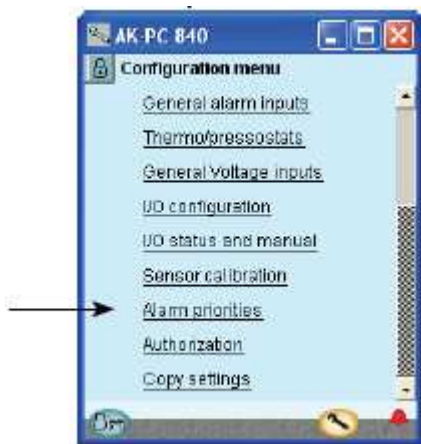 AK-PC 840
Configuration menu
General alarm inputs
Thermo/pressostats
General Voltage inputs
I/O configuration
I/O status and manual
Sensor calibration
Alarm priorities
Authorization
Copy settings